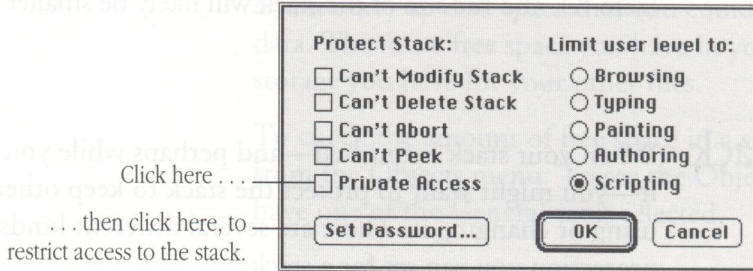 Protect Stack:
Limit user level to:
Can't Modify Stack
Can't Delete Stack
Can't Abort
Can't Peek
Private Access
Browsing
Typing
Painting
Authoring
Scripting
Click here . . .
. . . then click here, to
restrict access to the stack.
Set Password...
OK
Cancel